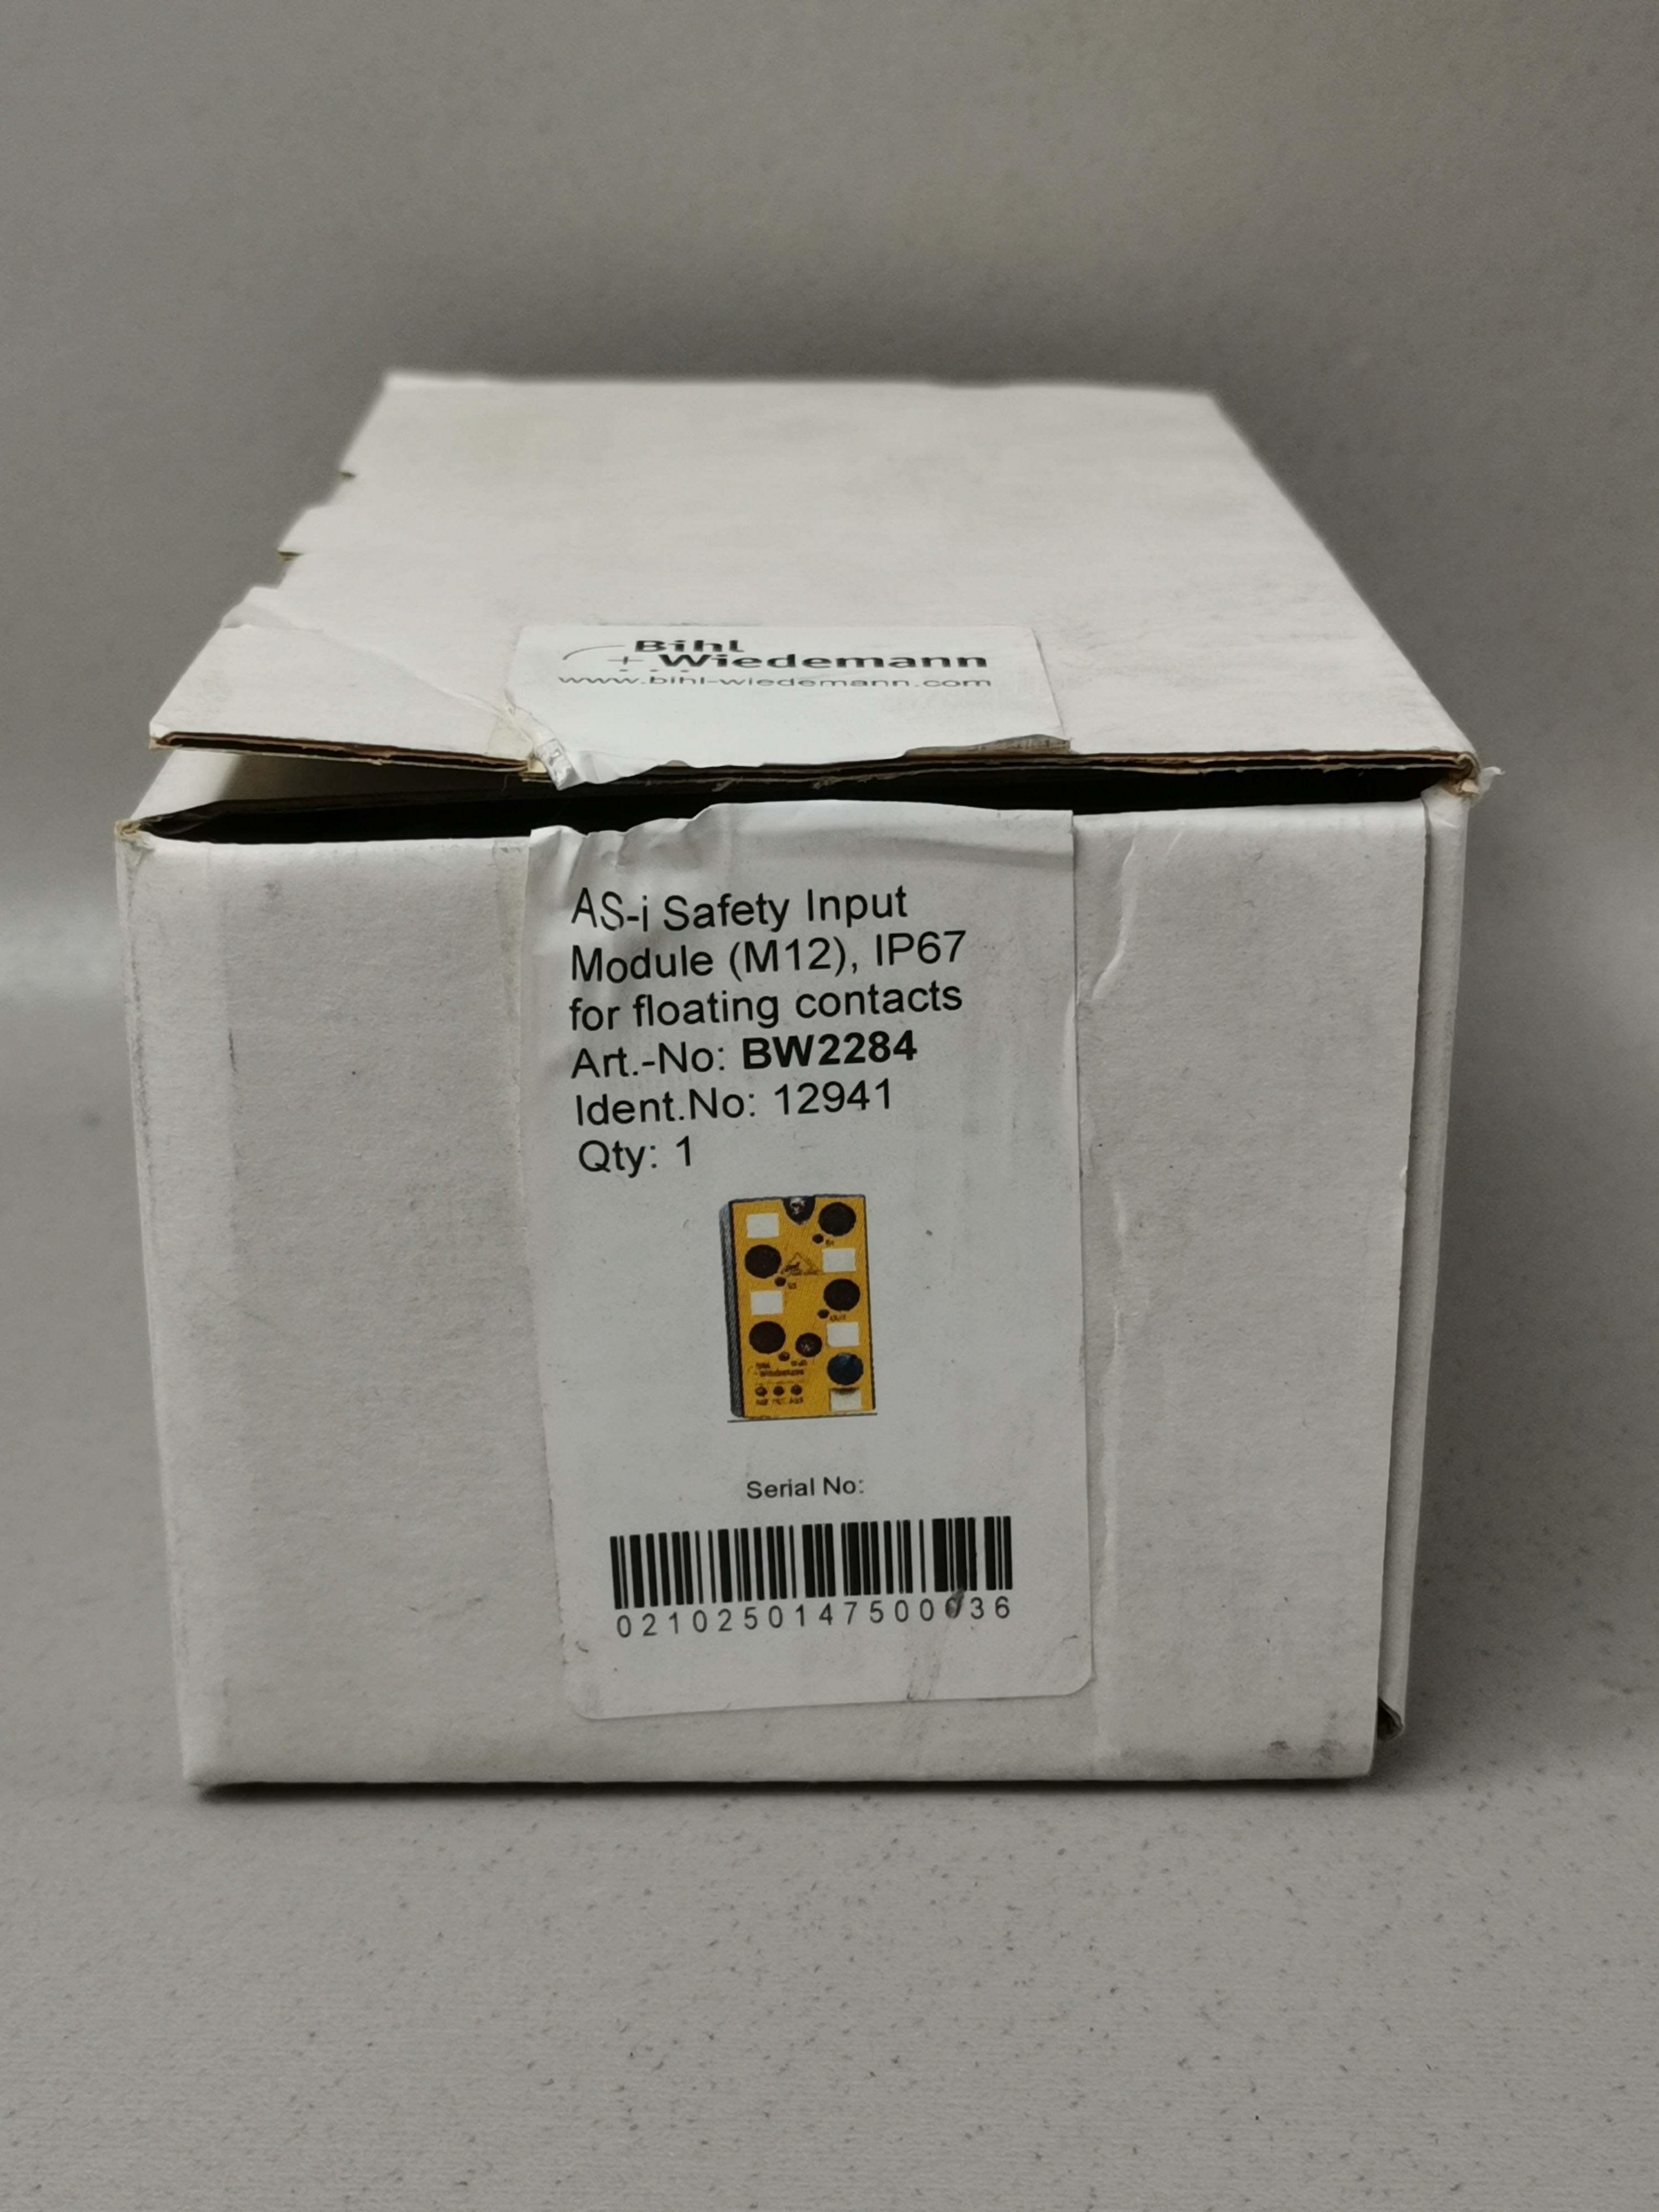 Bihl
+ Wiedemann
www.bihl-wiedemann.com
AS-i Safety Input
Module (M12), IP67
for floating contacts
Art.-No: BW2284
Ident.No: 12941
Qty: 1
Serial No:
0210250147500036